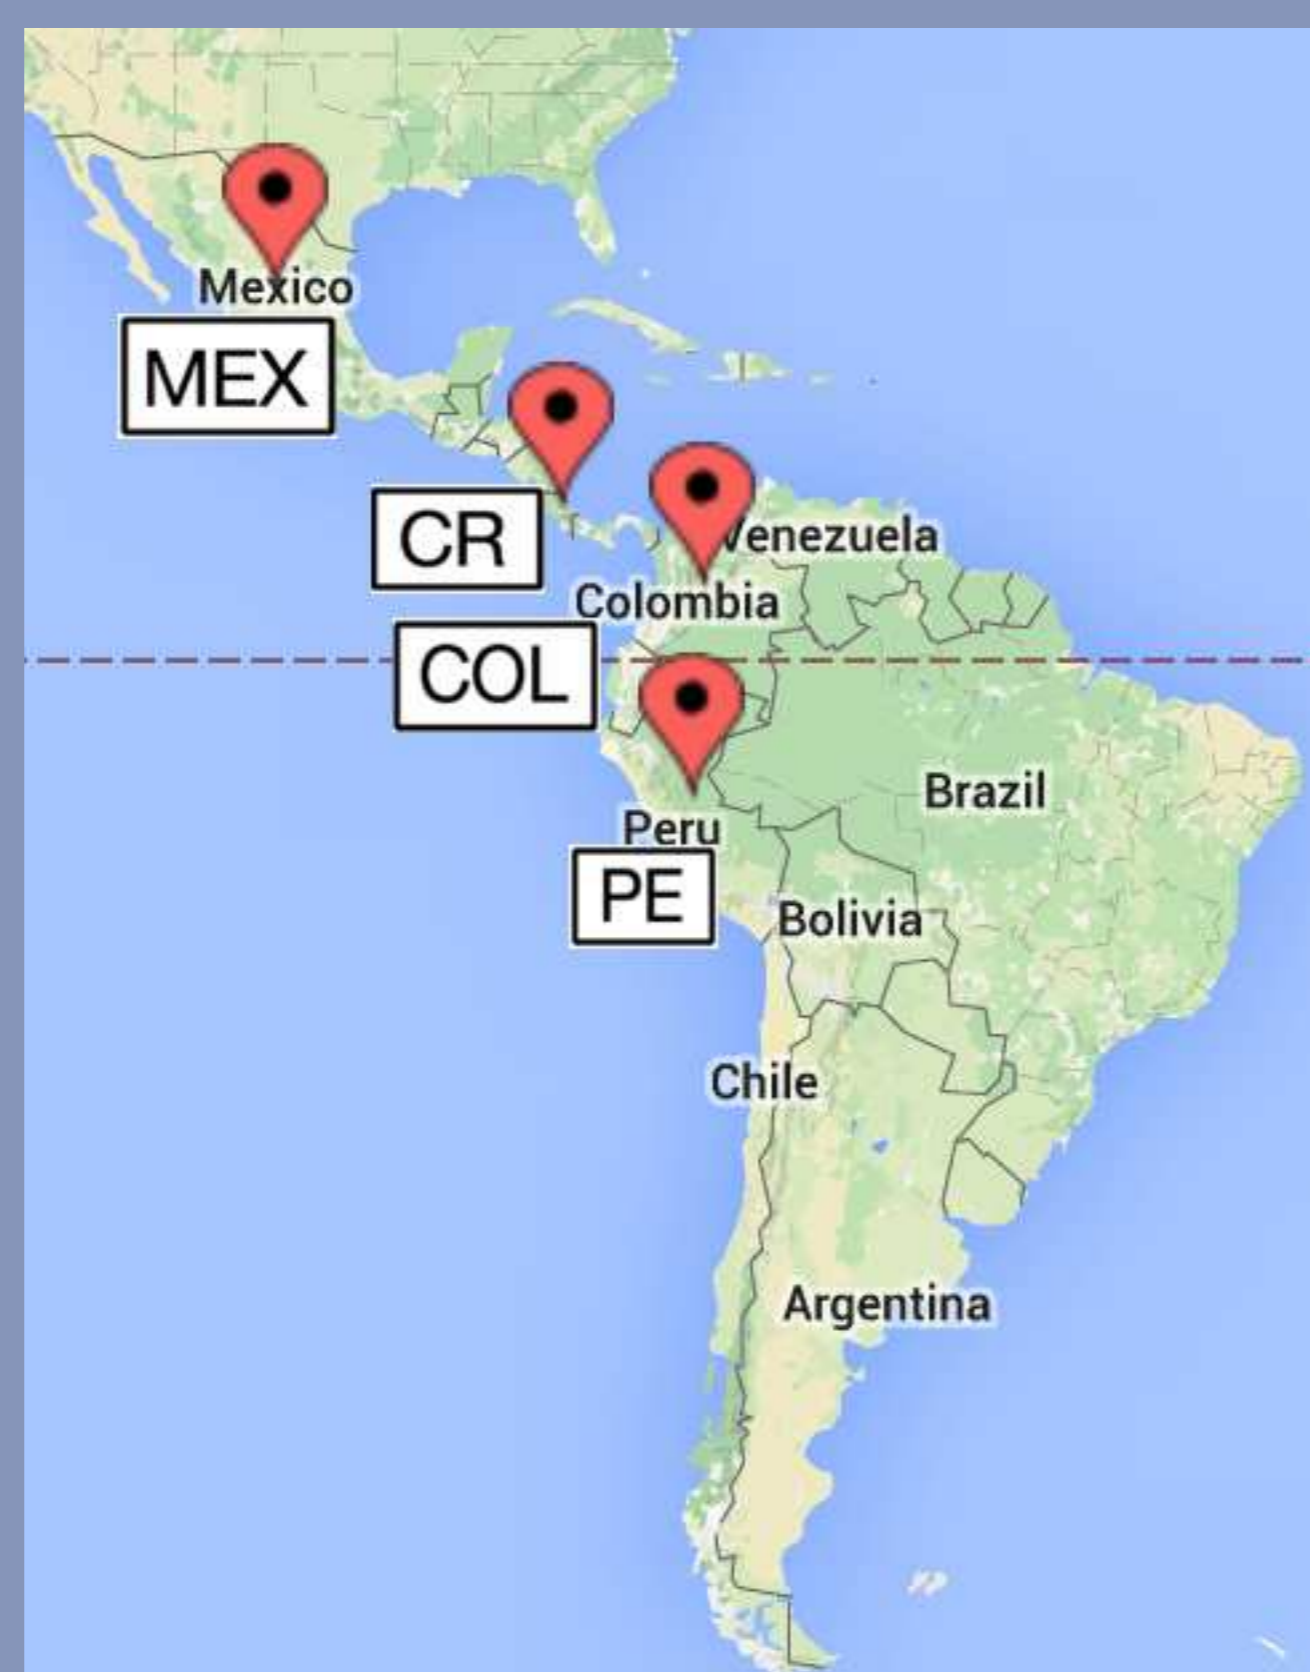 Mexico
MEX
CR
Venezuela
Colombia
COL
Brazil
Peru
PE
Bolivia
Chile
Argentina